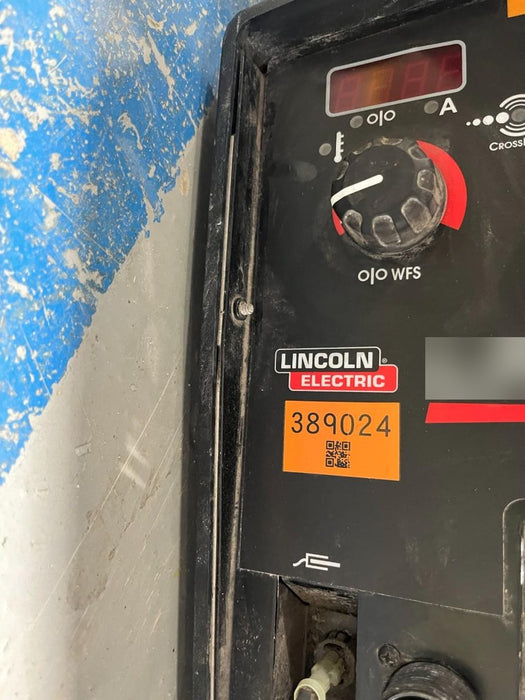 A
CROSS
WFS
LINCOLN®
ELECTRIC
389024